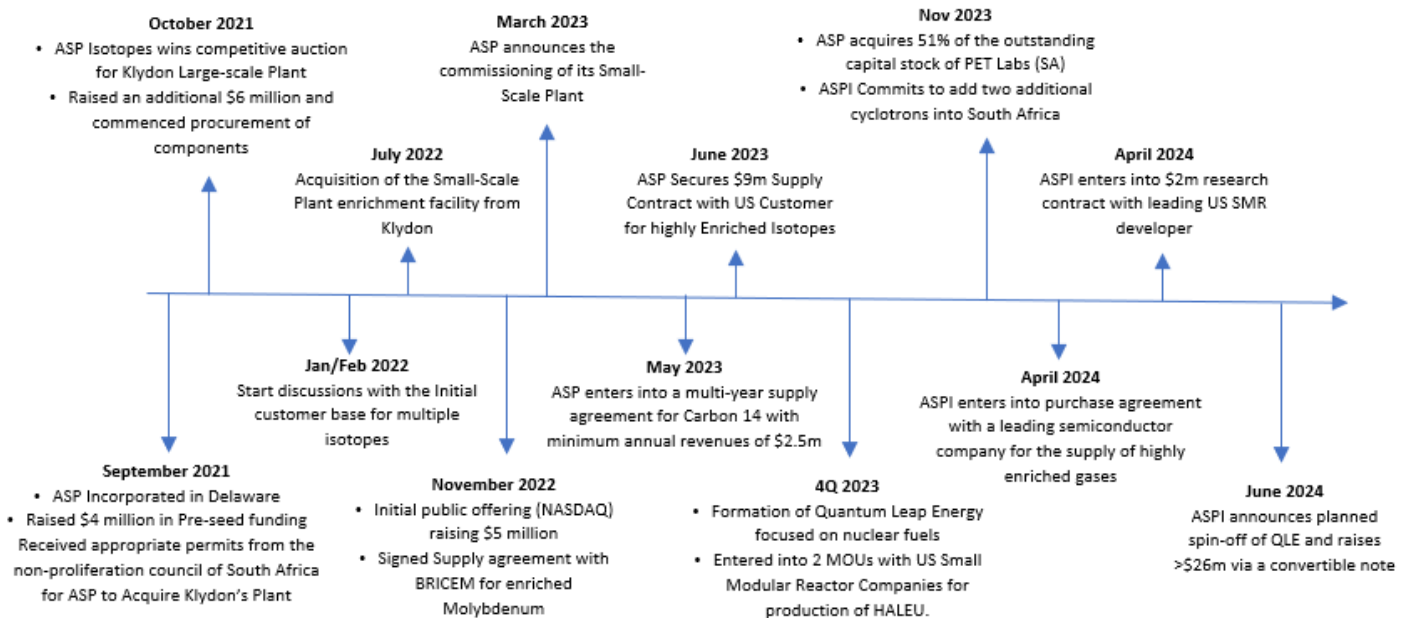 October 2021
• ASP Isotopes wins competitive auction
for Klydon Large-scale Plant
• Raised an additional $6 million and
commenced procurement of
components
July 2022
Acquisition of the Small-Scale
Plant enrichment facility from
Klydon
March 2023
ASP announces the
commissioning of its Small-
Scale Plant
June 2023
ASP Secures $9m Supply
Contract with US Customer
for highly Enriched Isotopes
Nov 2023
• ASP acquires 51% of the outstanding
capital stock of PET Labs (SA)
• ASPI Commits to add two additional
cyclotrons into South Africa
April 2024
ASPI enters into $2m research
contract with leading US SMR
developer
September 2021
• ASP Incorporated in Delaware
• Raised $4 million in Pre-seed funding
Received appropriate permits from the
non-proliferation council of South Africa
for ASP to Acquire Klydon's Plant
Jan/Feb 2022
Start discussions with the Initial
customer base for multiple
isotopes
November 2022
• Initial public offering (NASDAQ)
raising $5 million
• Signed Supply agreement with
BRICEM for enriched
Molybdenum
May 2023
ASP enters into a multi-year supply
agreement for Carbon 14 with
minimum annual revenues of $2.5m
4Q 2023
• Formation of Quantum Leap Energy
focused on nuclear fuels
• Entered into 2 MOUs with US Small
Modular Reactor Companies for
production of HALEU.
April 2024
ASPI enters into purchase agreement
with a leading semiconductor
company for the supply of highly
enriched gases
June 2024
ASPI announces planned
spin-off of QLE and raises
>$26m via a convertible note